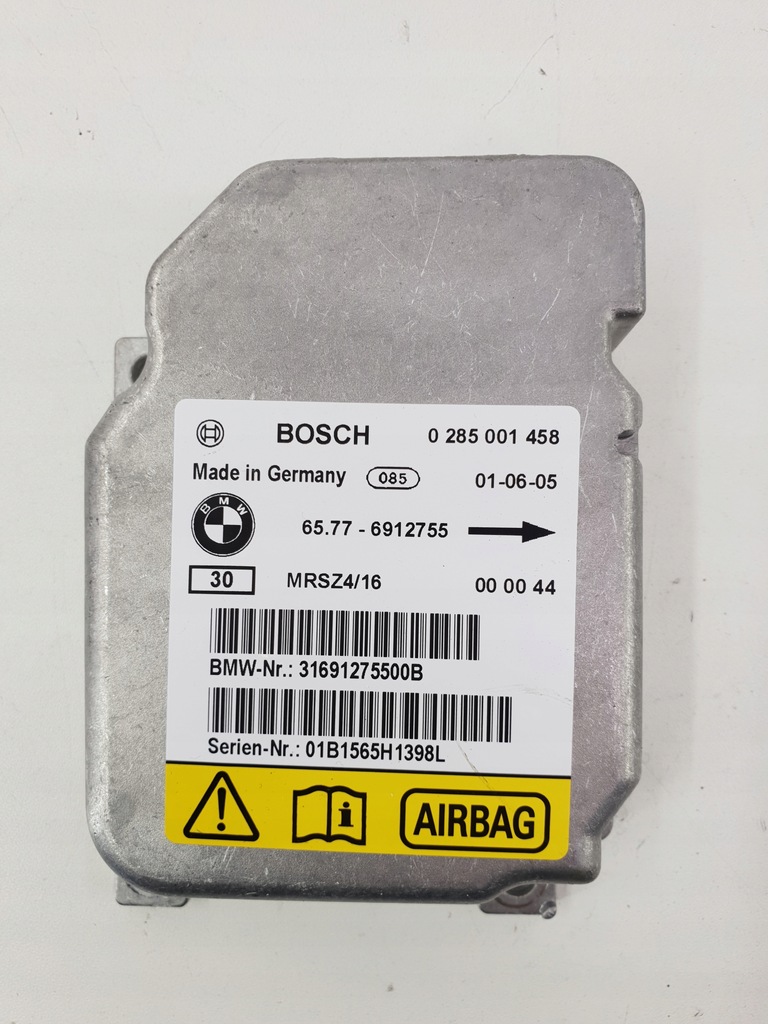 BOSCH 0 285 001 458
Made in Germany 085 01-06-05
BMW 65.77 - 6912755
30 MRSZ4/16 00 00 44
BMW-Nr.: 31691275500B
Serien-Nr.: 01B1565H1398L
AIRBAG